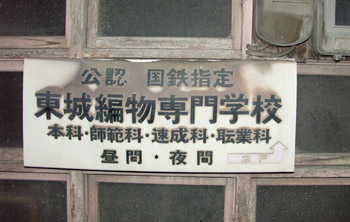 公認 国鉄指定
東城編物専門学校
本科・師範科・速成科・職業科
昼間・夜間